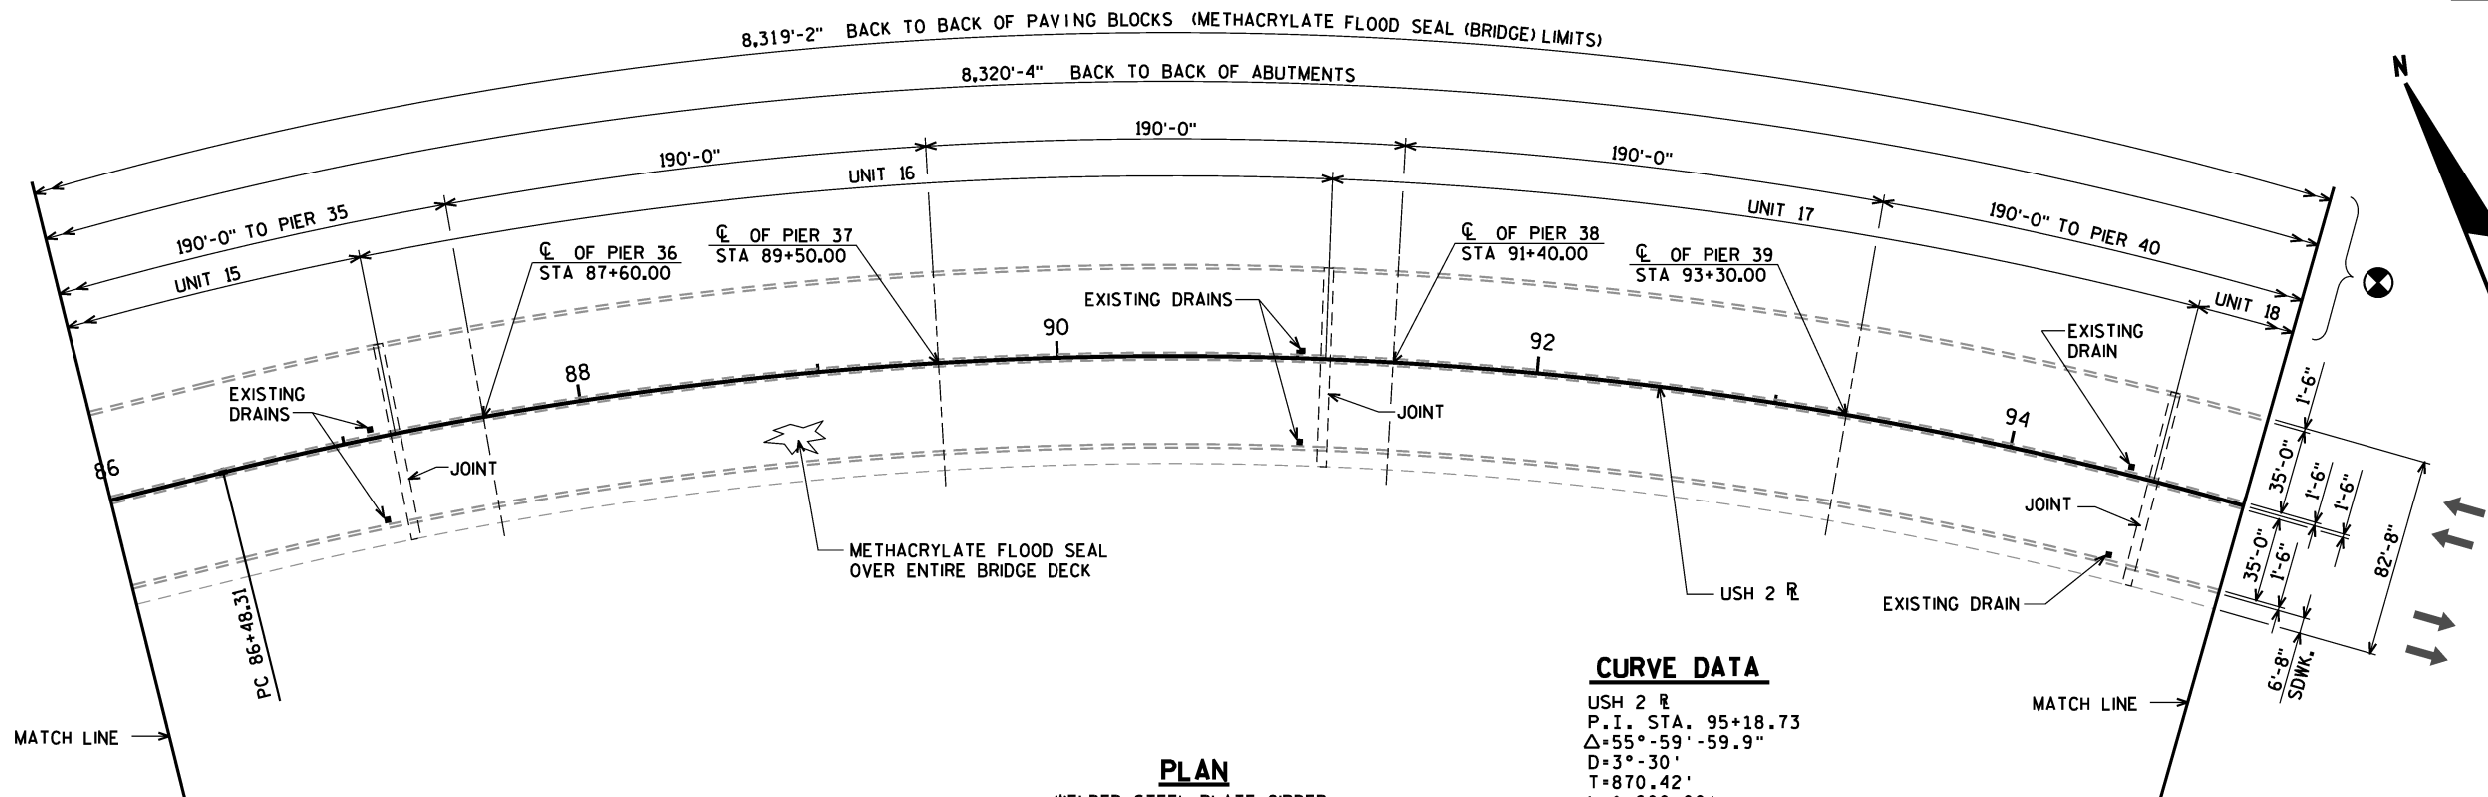 8,319'-2" BACK TO BACK OF PAVING BLOCKS (METHACRYLATE FLOOD SEAL (BRIDGE) LIMITS)
8,320'-4" BACK TO BACK OF ABUTMENTS
N
190'-0"
190'-0"
190'-0"
UNIT 16
190'-0" TO PIER 35
UNIT 15
UNIT 17
190'-0" TO PIER 40
UNIT 18
℄ OF PIER 36
STA 87+60.00
℄ OF PIER 37
STA 89+50.00
℄ OF PIER 38
STA 91+40.00
℄ OF PIER 39
STA 93+30.00
EXISTING DRAINS
EXISTING
DRAIN
90
92
88
94
86
EXISTING
DRAINS
JOINT
JOINT
JOINT
1'-6"
35'-0"
1'-6"
1'-6"
35'-0"
1'-6"
82'-8"
6'-8"
SDWK.
METHACRYLATE FLOOD SEAL
OVER ENTIRE BRIDGE DECK
USH 2 RL
EXISTING DRAIN
PC 86+48.31
MATCH LINE
MATCH LINE
CURVE DATA
USH 2 RL
P.I. STA. 95+18.73
Δ=55°-59'-59.9"
D=3°-30'
T=870.42'
PLAN